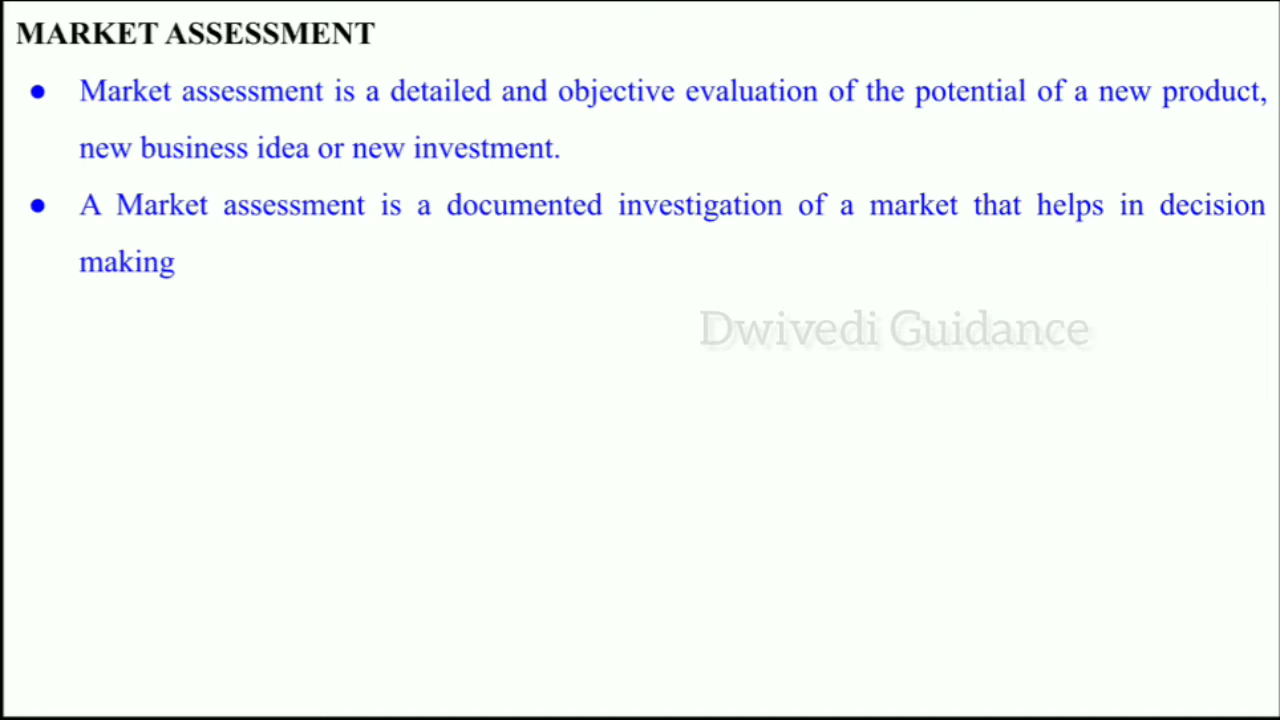 MARKET ASSESSMENT
● Market assessment is a detailed and objective evaluation of the potential of a new product,
new business idea or new investment.
● A Market assessment is a documented investigation of a market that helps in decision
making
Dwivedi Guidance